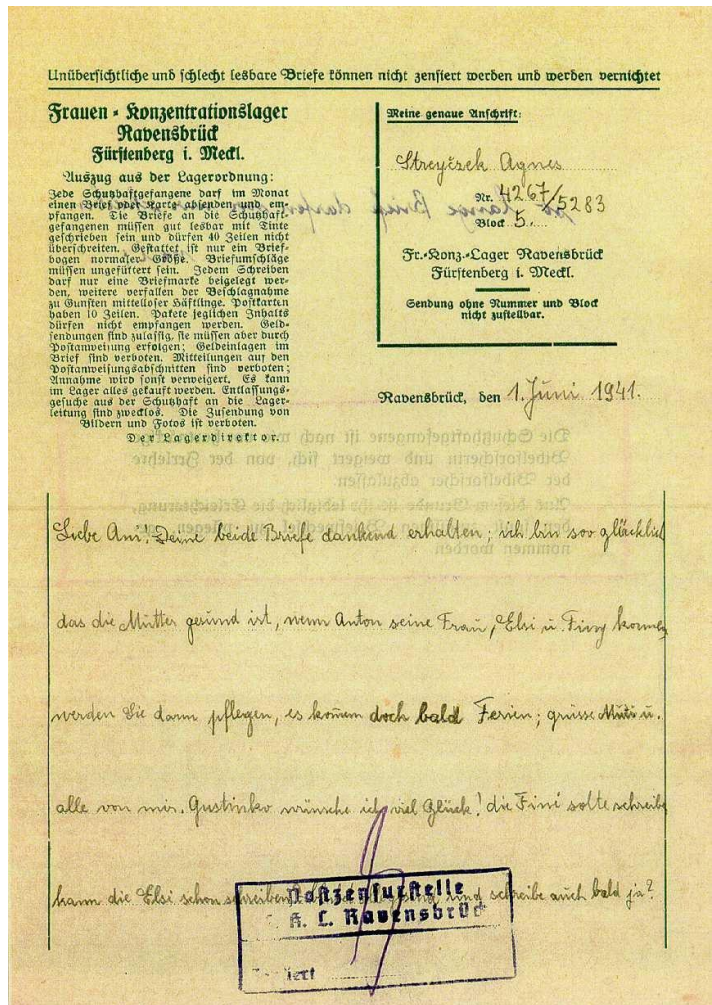 Unübersichtliche und schlecht lesbare Briefe können nicht zensiert werden und werden vernichtet
Frauen-Konzentrationslager
Ravensbrück
Fürstenberg i. Meckl.
Auszug aus der Lagerordnung:
Jede Schutzhaftgefangene darf im Monat
einen Brief oder Karte absenden und em-
pfangen. Die Briefe an die Schutzhaft-
gefangenen müssen gut lesbar mit Tinte
geschrieben sein und dürfen 40 Zeilen nicht
überschreiten. Gestattet ist nur ein Brief-
bogen normaler Größe. Briefumschläge
müssen ungefüttert sein. Jedem Schreiben
darf nur eine Briefmarke beigelegt wer-
den, weitere verfallen der Beschlagnahme
zu Gunsten mittelloser Häftlinge. Postkarten
haben 10 Zeilen. Pakete jeglichen Inhalts
dürfen nicht empfangen werden. Geld-
sendungen sind zulässig, sie müssen aber durch
Postanweisung erfolgen; Geldeinlagen im
Brief sind verboten. Mitteilungen auf den
Postanweisungsabschnitten sind verboten;
Annahme wird sonst verweigert. Es kann
im Lager alles gekauft werden. Entlassungs-
gesuche aus der Schutzhaft an die Lager-
leitung sind zwecklos. Die Zusendung von
Bildern und Fotos ist verboten.
Der Lagerdirektor.
Meine genaue Anschrift:
Streyczek Agnes
Nr. 4267/5283
Block 5.
Fr.-Konz.-Lager Ravensbrück
Fürstenberg i. Meckl.
Sendung ohne Nummer und Block
nicht zustellbar.
Ravensbrück, den 1. Juni 1941.
Liebe Ani! Deine beide Briefe dankend erhalten; ich bin soo glücklich
das die Mutter gesund ist, wenn Anton seine Frau, Elsi u. Finy kommen
werden Sie dann pflegen, es komem doch bald Ferien; grüsse Muti u.
alle von mir. Gustinko wünsche ich viel Glück! die Fini solte schreiben
kann die Elsi schon schreiben und schreibe auch bald ja?
Postzensurstelle
K. L. Ravensbrück